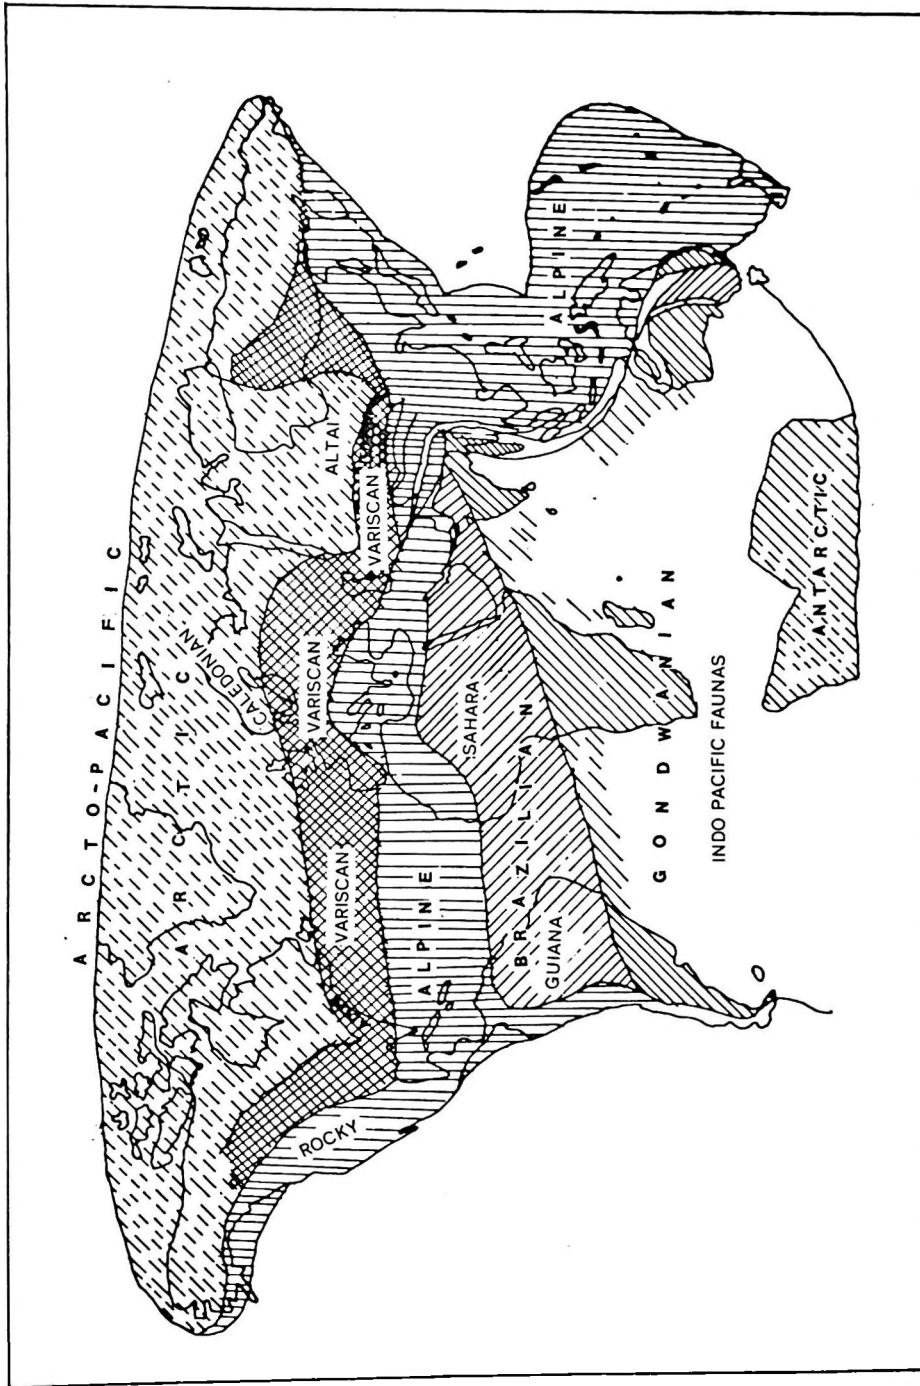 ARCTO-PACIFIC
ARCTIC
CALEDONIAN
ALTAI
VARISCAN
VARISCAN
VARISCAN
ROCKY
ALPINE
ALPINE
SAHARA
BRAZILIAN
GUIANA
GONDWANIAN
INDO PACIFIC FAUNAS
ANTARCTIC